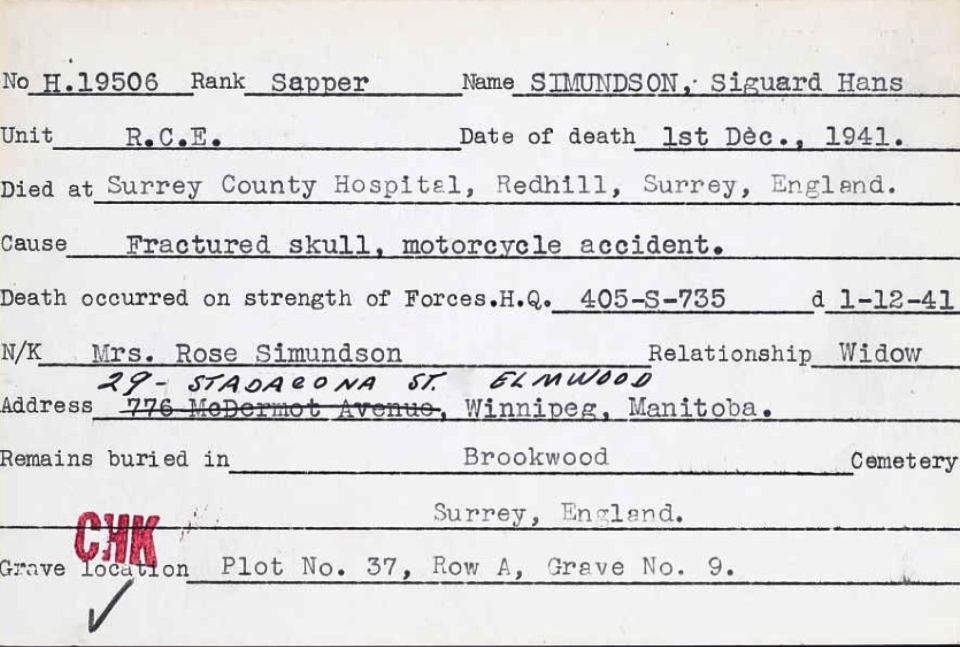 No H.19506 Rank Sapper Name SIMUNDSON, Siguard Hans
Unit R.C.E. Date of death 1st Dèc., 1941.
Died at Surrey County Hospital, Redhill, Surrey, England.
Cause Fractured skull, motorcycle accident.
Death occurred on strength of Forces.H.Q. 405-S-735 d 1-12-41
N/K Mrs. Rose Simundson Relationship Widow
29- STADACONA ST. ELMWOOD
Address 776 McDermot Avenue, Winnipeg, Manitoba.
Remains buried in Brookwood Cemetery
Surrey, England.
CHK
Grave location Plot No. 37, Row A, Grave No. 9.